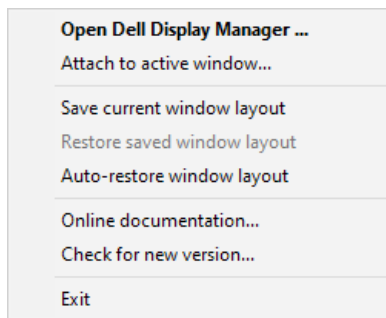 Open Dell Display Manager ...
Attach to active window...
Save current window layout
Restore saved window layout
Auto-restore window layout
Online documentation...
Check for new version...
Exit